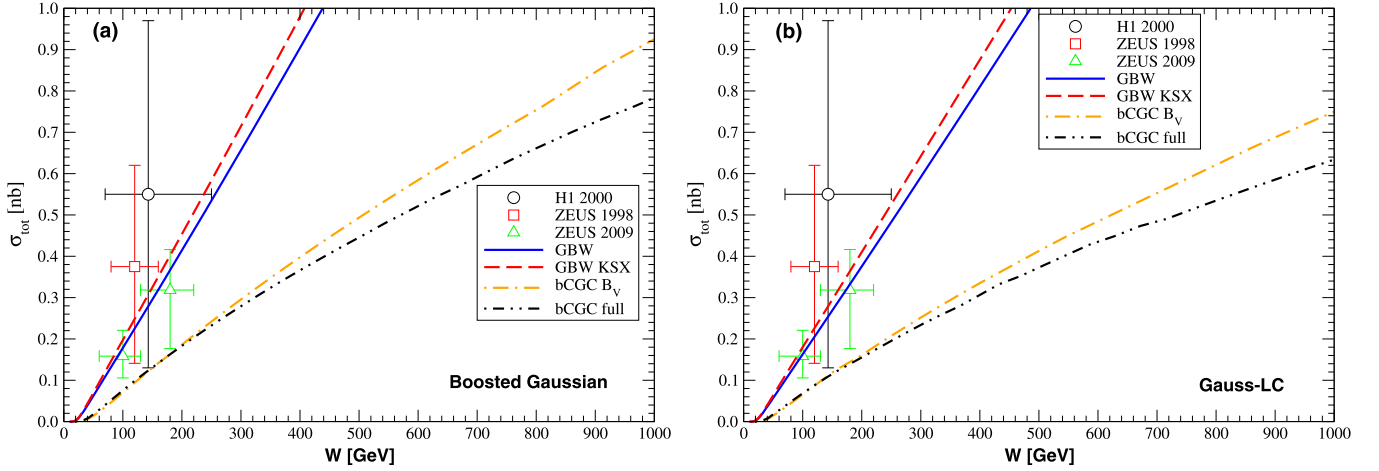 (a)
1.0
0.9
0.8
0.7
0.6
0.5
0.4
0.3
0.2
0.1
0.0
σtot [nb]
H1 2000
ZEUS 1998
ZEUS 2009
GBW
GBW KSX
bCGC BV
bCGC full
Boosted Gaussian
0 100 200 300 400 500 600 700 800 900 1000
W [GeV]
(b)
1.0
0.9
0.8
0.7
0.6
0.5
0.4
0.3
0.2
0.1
0.0
σtot [nb]
H1 2000
ZEUS 1998
ZEUS 2009
GBW
GBW KSX
bCGC BV
bCGC full
Gauss-LC
0 100 200 300 400 500 600 700 800 900 1000
W [GeV]